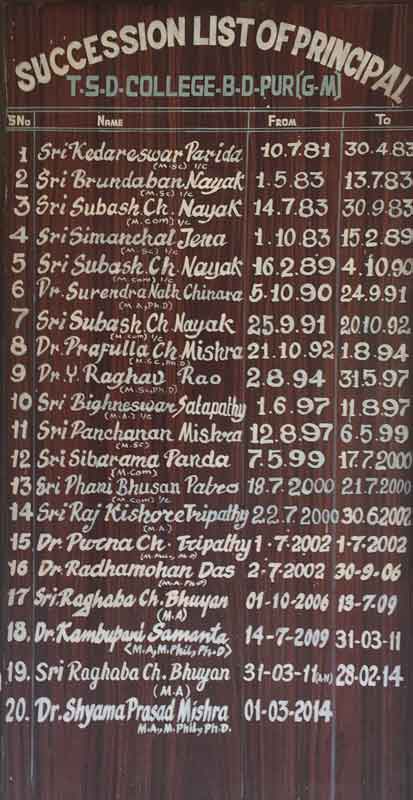 SUCCESSION LIST OF PRINCIPAL
T·S·D-COLLEGE-B-D-PUR(G-M)
S No NAME FROM TO
1 Sri Kedareswar Parida 10.7.81 30.4.83
(M.Sc) I/C
2 Sri Brundaban Nayak 1.5.83 13.7.83
(M.Sc) I/C
3 Sri Subash Ch. Nayak 14.7.83 30.9.83
(M.com) I/C
4 Sri Simanchal Jena 1.10.83 15.2.89
(M.Sc) I/C
5 Sri Subash Ch. Nayak 16.2.89 4.10.90
(M.com) I/C
6 Dr. Surendra Nath Chinara 5.10.90 24.9.91
(M.A, Ph.D)
7 Sri Subash Ch. Nayak 25.9.91 20.10.92
(M.com) I/C
8 Dr. Prafulla Ch. Mishra 21.10.92 1.8.94
(M.Sc, Ph.D)
9 Dr. Y. Raghav Rao 2.8.94 31.5.97
(M.Sc, Ph.D)
10 Sri Bighneswar Satapathy 1.6.97 11.8.97
(M.A.) I/C
11 Sri Panchanan Mishra 12.8.97 6.5.99
(M.Sc)
12 Sri Sibarama Panda 7.5.99 17.7.2000
(M.Com)
13 Sri Phani Bhusan Patro 18.7.2000 21.7.2000
(M.com) I/C
14 Sri Raj Kishore Tripathy 22.7.2000 30.6.2002
(M.A)
15 Dr. Purna Ch. Tripathy 1.7.2002 1-7-2002
16 Dr. Radhamohan Das 2-7-2002 30-9-06
(M.A. Ph.D)
17 Sri. Raghaba Ch. Bhuyan 01-10-2006 13-7-09
(M.A)
18. Dr. Kambupani Samanta 14-7-2009 31-03-11
(M.A, M.Phil, Ph.D)
19. Sri Raghaba Ch. Bhuyan 31-03-11(A.N) 28-02-14
(M.A)
20. Dr. Shyama Prasad Mishra 01-03-2014
M.A., M.Phil., Ph.D.